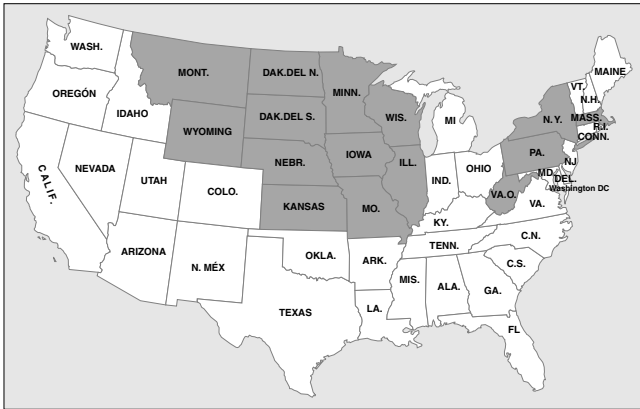 WASH.
MONT.
DAK.DEL N.
MINN.
MAINE
VT.
N.H.
OREGÓN
IDAHO
WYOMING
DAK.DEL S.
WIS.
MI
N.Y.
MASS.
R.I.
CONN.
NEVADA
UTAH
COLO.
NEBR.
IOWA
ILL.
IND.
OHIO
PA.
NJ
MD.
DEL.
Washington DC
CALIF.
KANSAS
MO.
KY.
VA.O.
VA.
ARIZONA
N. MÉX
OKLA.
ARK.
TENN.
C.N.
C.S.
TEXAS
LA.
MIS.
ALA.
GA.
FL